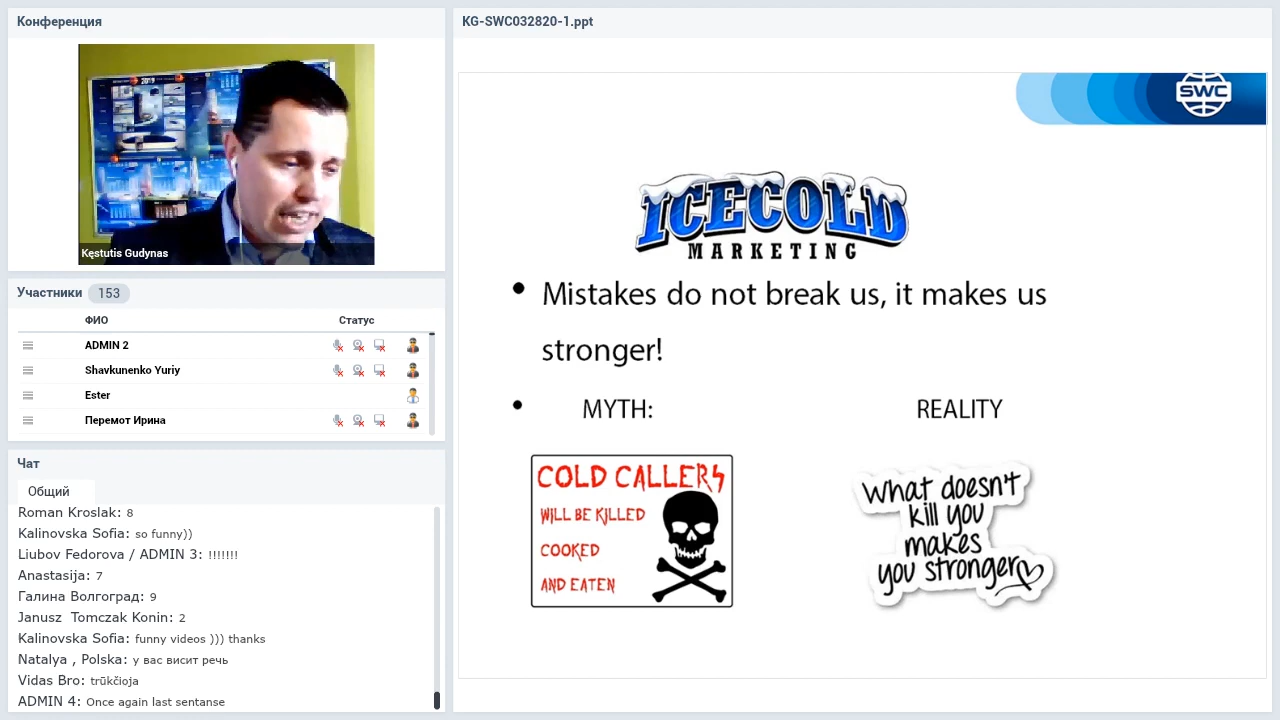 Конференция
2019
Kęstutis Gudynas
Участники 153
ФИО Статус
ADMIN 2
Shavkunenko Yuriy
Ester
Перемот Ирина
Чат
Общий
Roman Kroslak: 8
Kalinovska Sofia: so funny))
Liubov Fedorova / ADMIN 3: !!!!!!!
Anastasija: 7
Галина Волгоград: 9
Janusz Tomczak Konin: 2
Kalinovska Sofia: funny videos ))) thanks
Natalya , Polska: у вас висит речь
Vidas Bro: trūkčioja
ADMIN 4: Once again last sentanse
KG-SWC032820-1.ppt
SWC
ICECOLD
MARKETING
• Mistakes do not break us, it makes us
stronger!
• MYTH: REALITY
COLD CALLERS
WILL BE KILLED
COOKED
AND EATEN
What doesn't
kill you
makes
you stronger